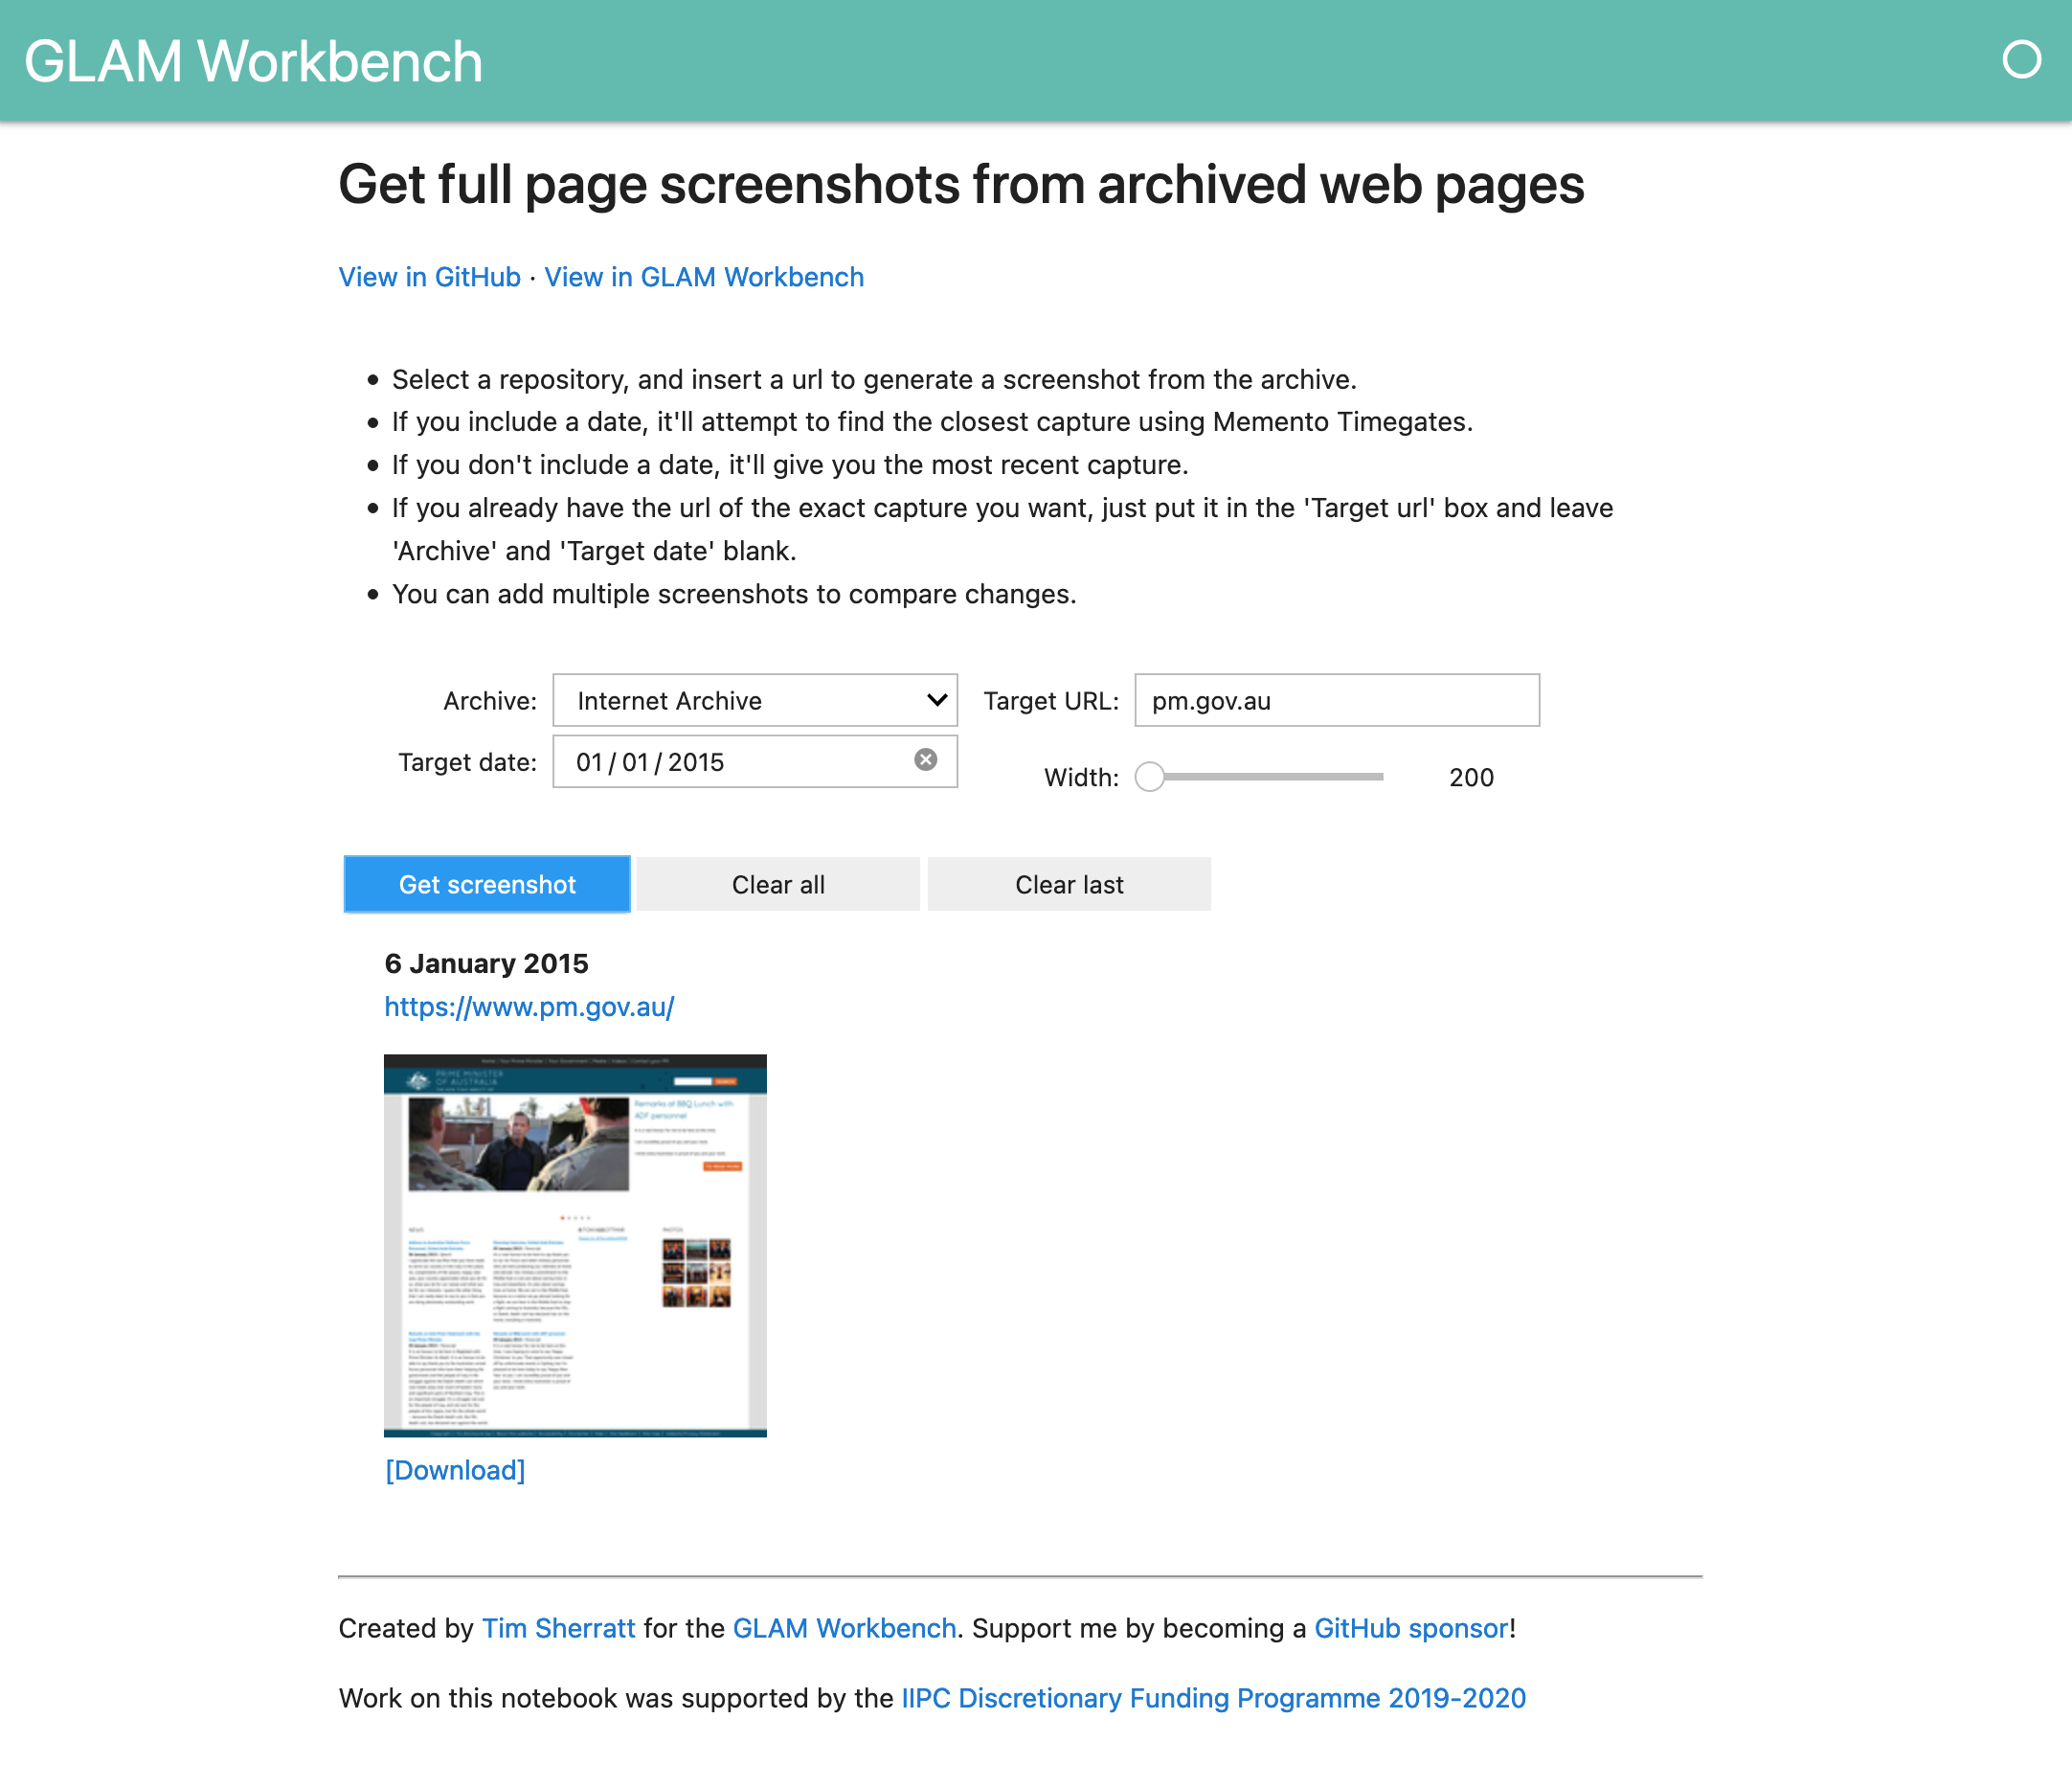 GLAM Workbench
Get full page screenshots from archived web pages
View in GitHub · View in GLAM Workbench
Select a repository, and insert a url to generate a screenshot from the archive.
If you include a date, it'll attempt to find the closest capture using Memento Timegates.
If you don't include a date, it'll give you the most recent capture.
If you already have the url of the exact capture you want, just put it in the 'Target url' box and leave
'Archive' and 'Target date' blank.
You can add multiple screenshots to compare changes.
Archive: Internet Archive Target URL: pm.gov.au
Target date: 01/01/2015 Width: 200
Get screenshot Clear all Clear last
6 January 2015
https://www.pm.gov.au/
PRIME MINISTER
OF AUSTRALIA
Remarks at BBQ Lunch with
ADF personnel
NEWS
PHOTOS
[Download]
Created by Tim Sherratt for the GLAM Workbench. Support me by becoming a GitHub sponsor!
Work on this notebook was supported by the IIPC Discretionary Funding Programme 2019-2020